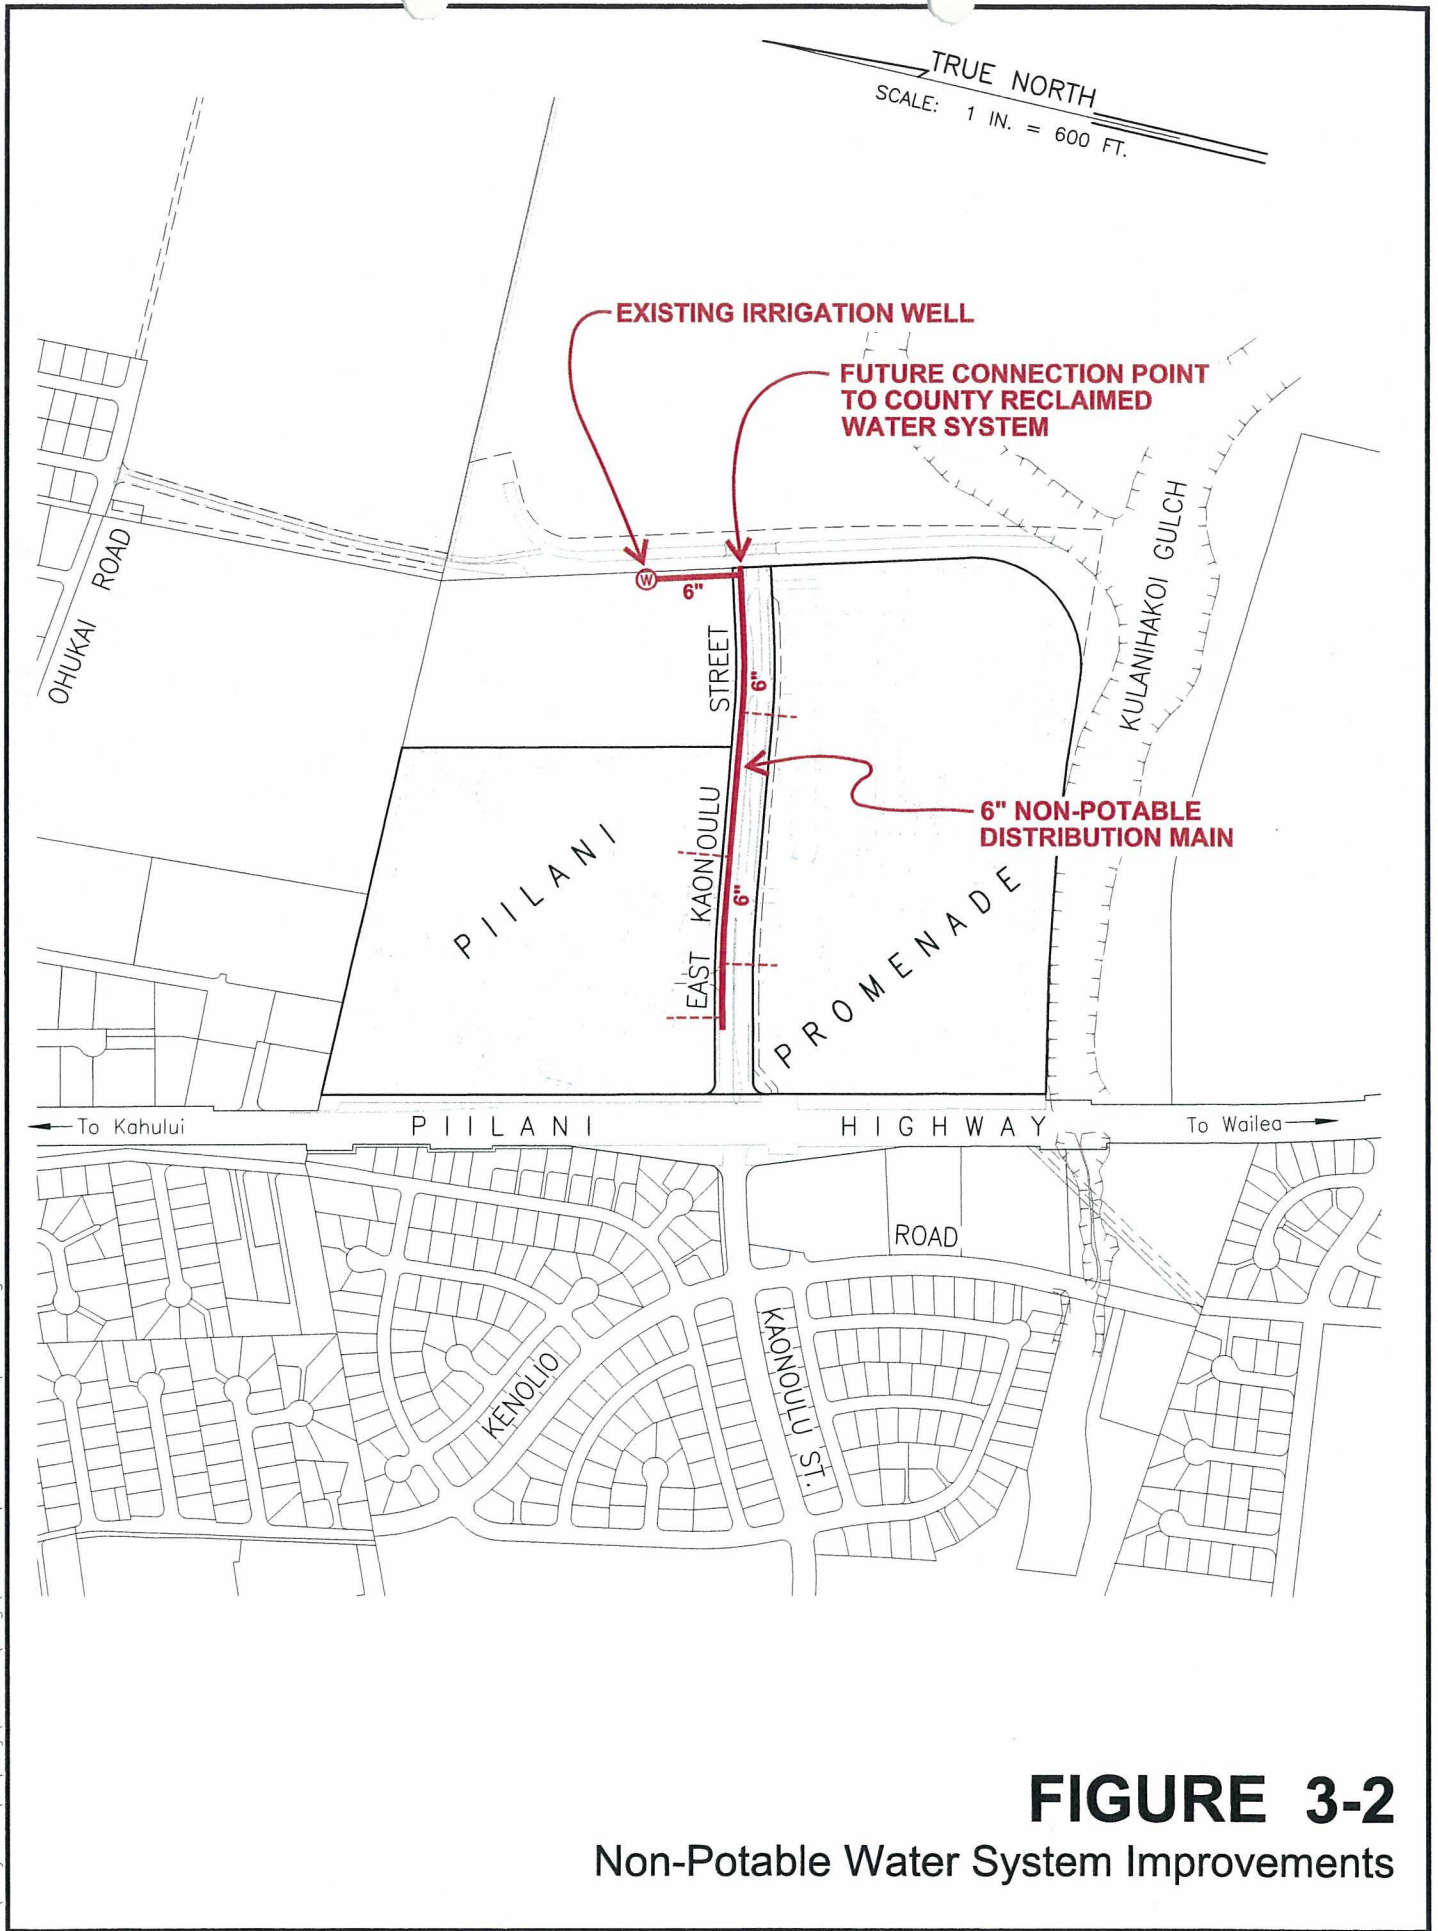 TRUE NORTH
SCALE: 1 IN. = 600 FT.
EXISTING IRRIGATION WELL
FUTURE CONNECTION POINT
TO COUNTY RECLAIMED
WATER SYSTEM
KULANIHAKOI GULCH
OHUKAI ROAD
W
6"
6"
EAST KAONOULU STREET
6" NON-POTABLE
DISTRIBUTION MAIN
6"
PIILANI
PROMENADE
To Kahului
PIILANI HIGHWAY
To Wailea
ROAD
KENOLIO
KAONOULU ST.
FIGURE 3-2
Non-Potable Water System Improvements